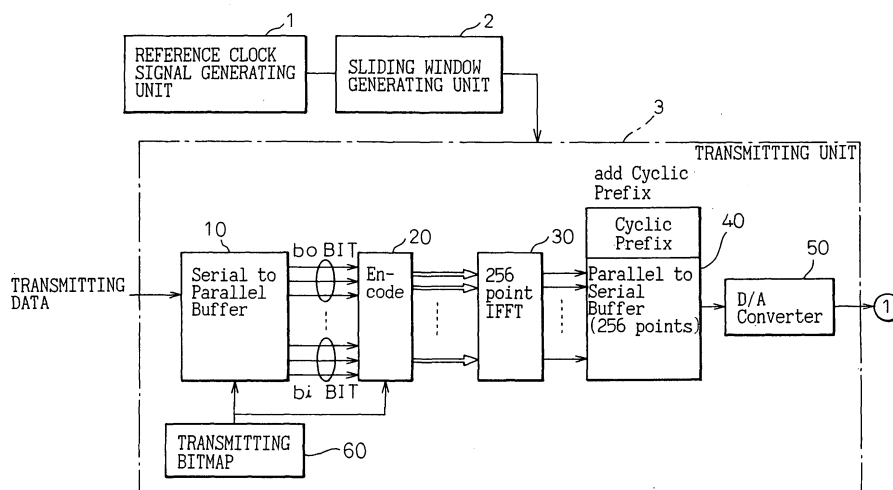 1
REFERENCE CLOCK
SIGNAL GENERATING
UNIT
2
SLIDING WINDOW
GENERATING UNIT
3
TRANSMITTING UNIT
add Cyclic
Prefix
TRANSMITTING
DATA
10
Serial to
Parallel
Buffer
bo BIT
bi BIT
20
En-
code
30
256
point
IFFT
40
Cyclic
Prefix
Parallel to
Serial
Buffer
(256 points)
50
D/A
Converter
1
TRANSMITTING
BITMAP
60